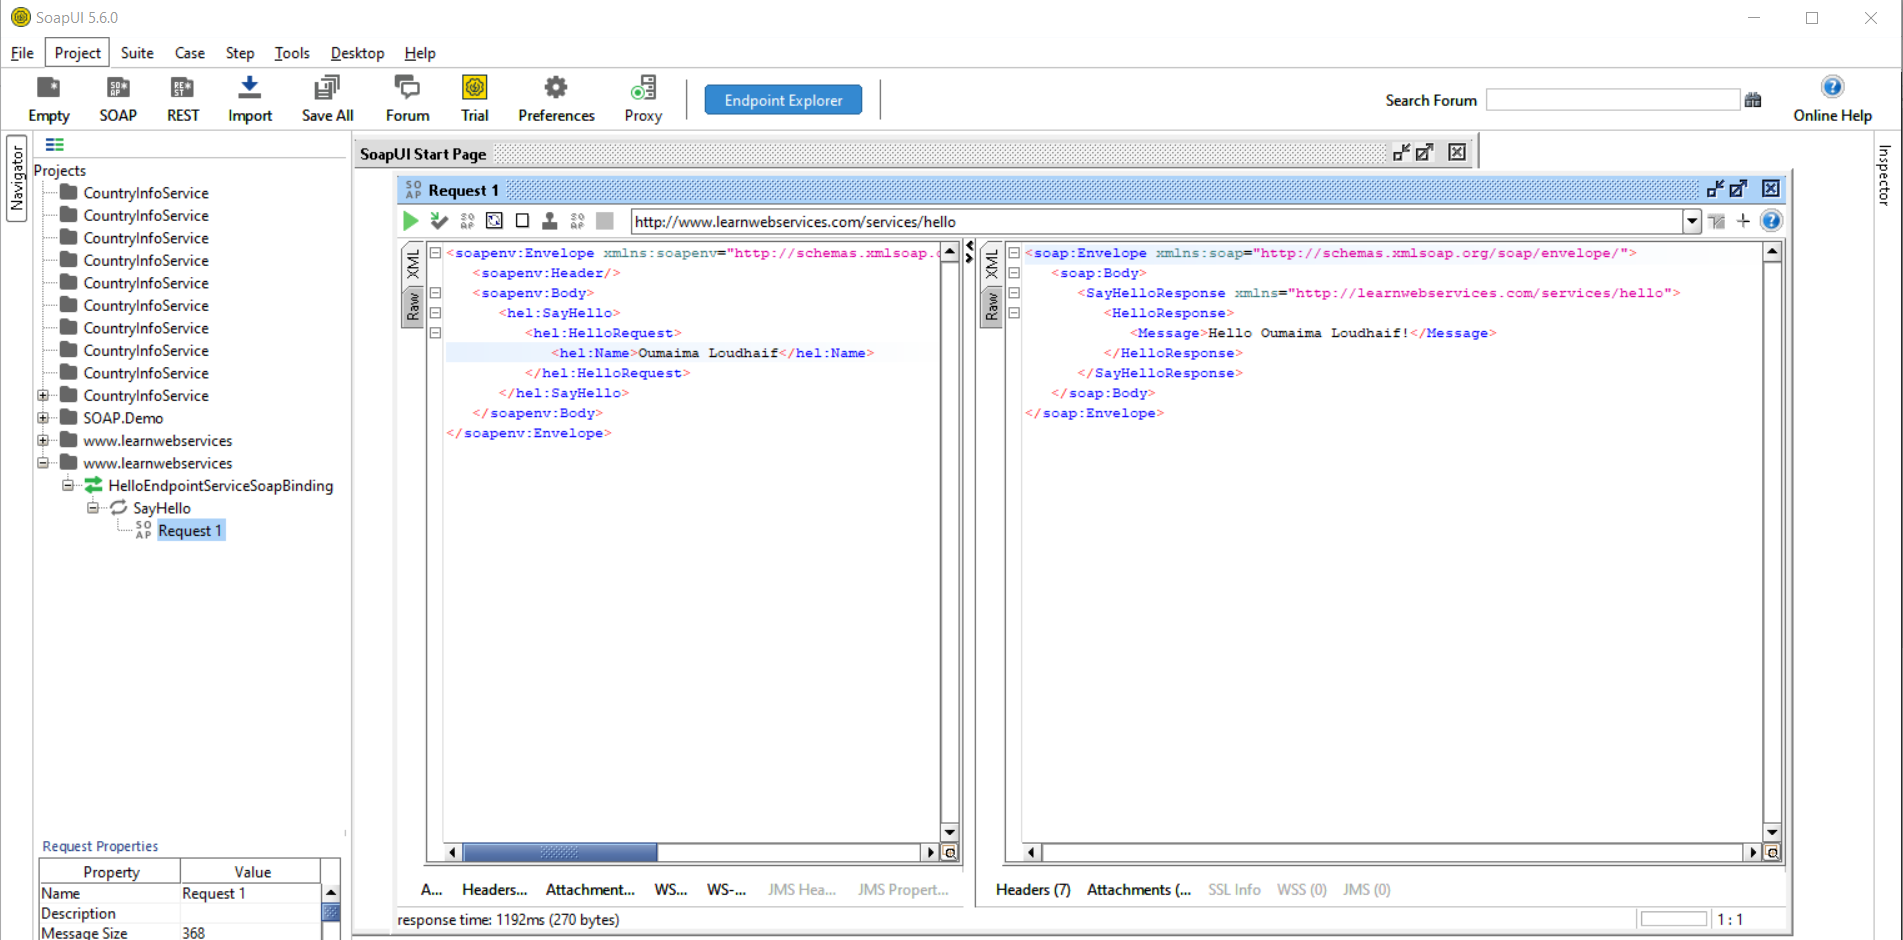 SoapUI 5.6.0
File Project Suite Case Step Tools Desktop Help
Empty SOAP REST Import Save All Forum Trial Preferences Proxy Endpoint Explorer Search Forum Online Help
Navigator
Projects
CountryInfoService
CountryInfoService
CountryInfoService
CountryInfoService
CountryInfoService
CountryInfoService
CountryInfoService
CountryInfoService
CountryInfoService
CountryInfoService
SOAP.Demo
www.learnwebservices
www.learnwebservices
HelloEndpointServiceSoapBinding
SayHello
SOAP Request 1
Request Properties
Property Value
Name Request 1
Description
Message Size 368
SoapUI Start Page
SOAP Request 1
http://www.learnwebservices.com/services/hello
XML
Raw
<soapenv:Envelope xmlns:soapenv="http://schemas.xmlsoap.
<soapenv:Header/>
<soapenv:Body>
<hel:SayHello>
<hel:HelloRequest>
<hel:Name>Oumaima Loudhaif</hel:Name>
</hel:HelloRequest>
</hel:SayHello>
</soapenv:Body>
</soapenv:Envelope>
A... Headers... Attachment... WS... WS-... JMS Hea... JMS Propert...
XML
Raw
<soap:Envelope xmlns:soap="http://schemas.xmlsoap.org/soap/envelope/">
<soap:Body>
<SayHelloResponse xmlns="http://learnwebservices.com/services/hello">
<HelloResponse>
<Message>Hello Oumaima Loudhaif!</Message>
</HelloResponse>
</SayHelloResponse>
</soap:Body>
</soap:Envelope>
Headers (7) Attachments (... SSL Info WSS (0) JMS (0)
response time: 1192ms (270 bytes)
1 : 1
Inspector